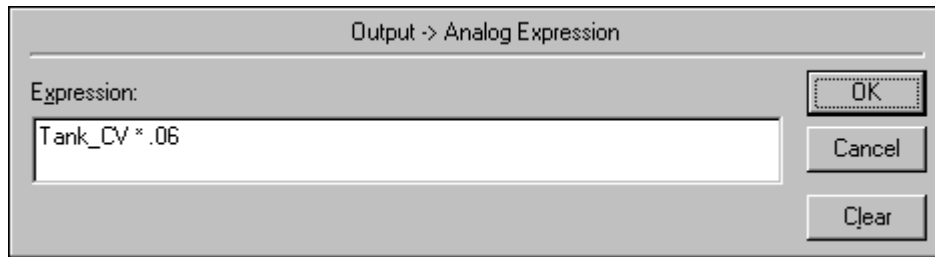 Output -> Analog Expression
Expression:
OK
Tank_CV * .06
Cancel
Clear